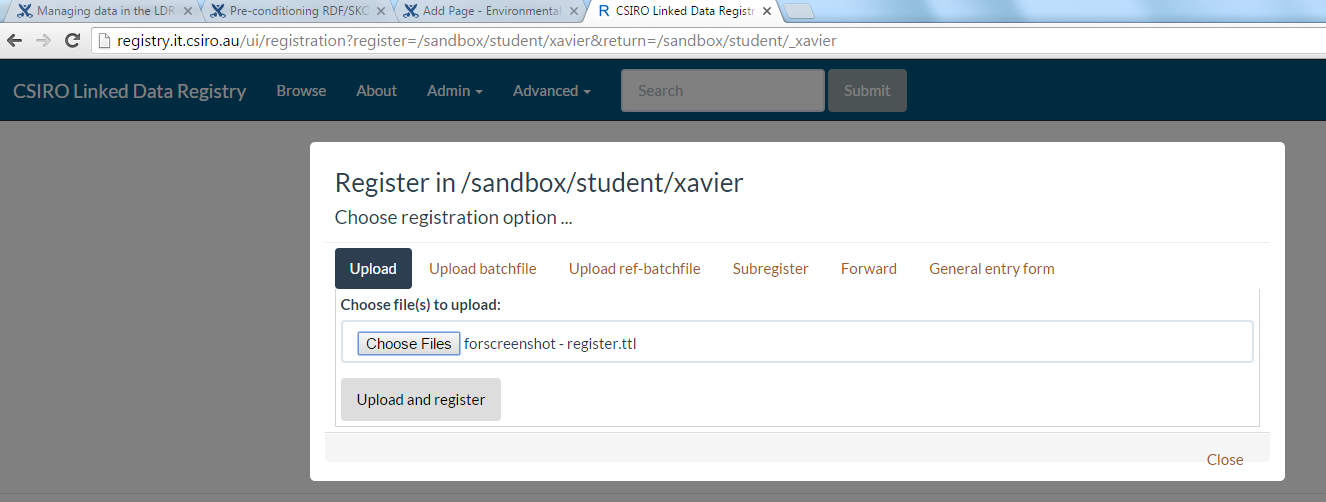 Managing data in the LDR
Pre-conditioning RDF/SKO
Add Page - Environmental
CSIRO Linked Data Registr
registry.it.csiro.au/ui/registration?register=/sandbox/student/xavier&return=/sandbox/student/_xavier
CSIRO Linked Data Registry Browse About Admin Advanced Search Submit
Register in /sandbox/student/xavier
Choose registration option ...
Upload Upload batchfile Upload ref-batchfile Subregister Forward General entry form
Choose file(s) to upload:
Choose Files forscreenshot - register.ttl
Upload and register
Close